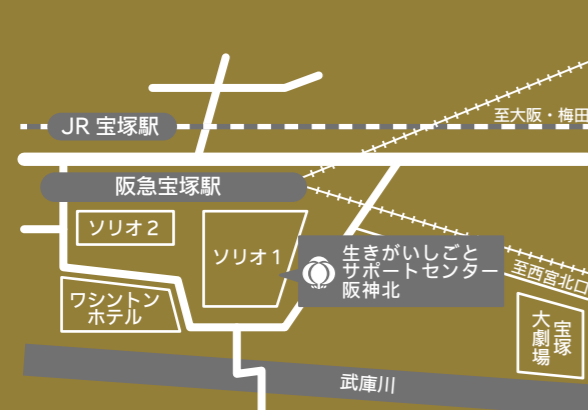 至大阪・梅田
JR 宝塚駅
阪急宝塚駅
ソリオ2
ソリオ1
生きがいしごと
サポートセンター
阪神北
至西宮北口
ワシントン
ホテル
宝塚
大劇場
武庫川